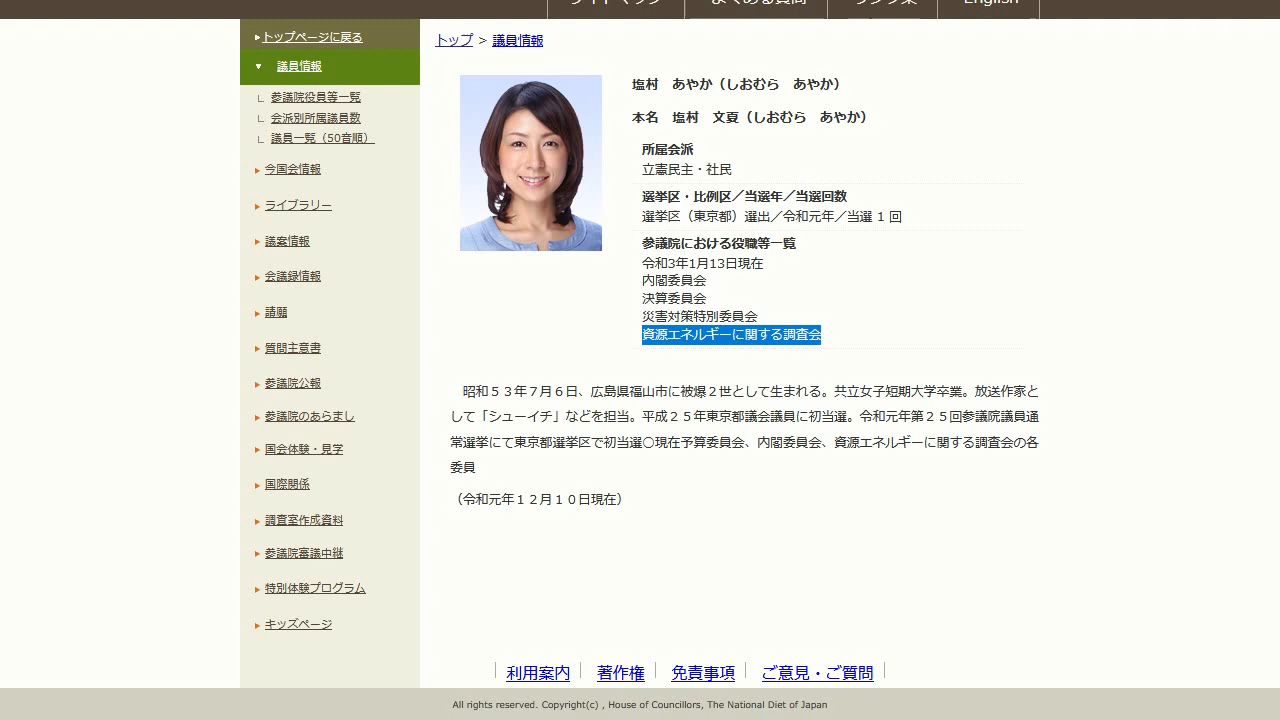 サイトマップ よくある質問 リンク集 English
トップページに戻る
議員情報
参議院役員等一覧
会派別所属議員数
議員一覧（50音順）
今国会情報
ライブラリー
議案情報
会議録情報
請願
質問主意書
参議院公報
参議院のあらまし
国会体験・見学
国際関係
調査室作成資料
参議院審議中継
特別体験プログラム
キッズページ
トップ > 議員情報
塩村　あやか（しおむら　あやか）
本名　塩村　文夏（しおむら　あやか）
所属会派
立憲民主・社民
選挙区・比例区／当選年／当選回数
選挙区（東京都）選出／令和元年／当選 1 回
参議院における役職等一覧
令和3年1月13日現在
内閣委員会
決算委員会
災害対策特別委員会
資源エネルギーに関する調査会
昭和５３年７月６日、広島県福山市に被爆２世として生まれる。共立女子短期大学卒業。放送作家と
して「シューイチ」などを担当。平成２５年東京都議会議員に初当選。令和元年第２５回参議院議員通
常選挙にて東京都選挙区で初当選○現在予算委員会、内閣委員会、資源エネルギーに関する調査会の各
委員
（令和元年１２月１０日現在）
利用案内 著作権 免責事項 ご意見・ご質問
All rights reserved. Copyright(c) , House of Councillors, The National Diet of Japan